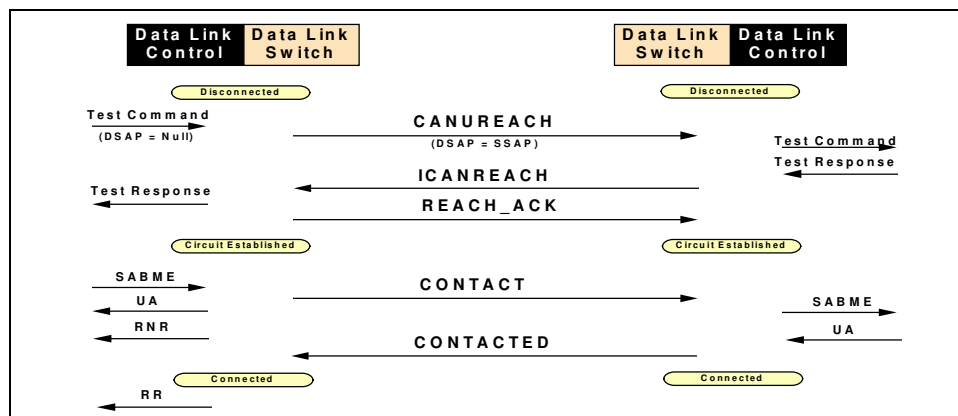 Data Link Control
Data Link Switch
Data Link Switch
Data Link Control
Disconnected
Disconnected
Test Command
(DSAP = Null)
CANUREACH
(DSAP = SSAP)
Test Command
Test Response
ICANREACH
Test Response
REACH_ACK
Circuit Established
Circuit Established
SABME
CONTACT
UA
SABME
RNR
UA
CONTACTED
Connected
Connected
RR